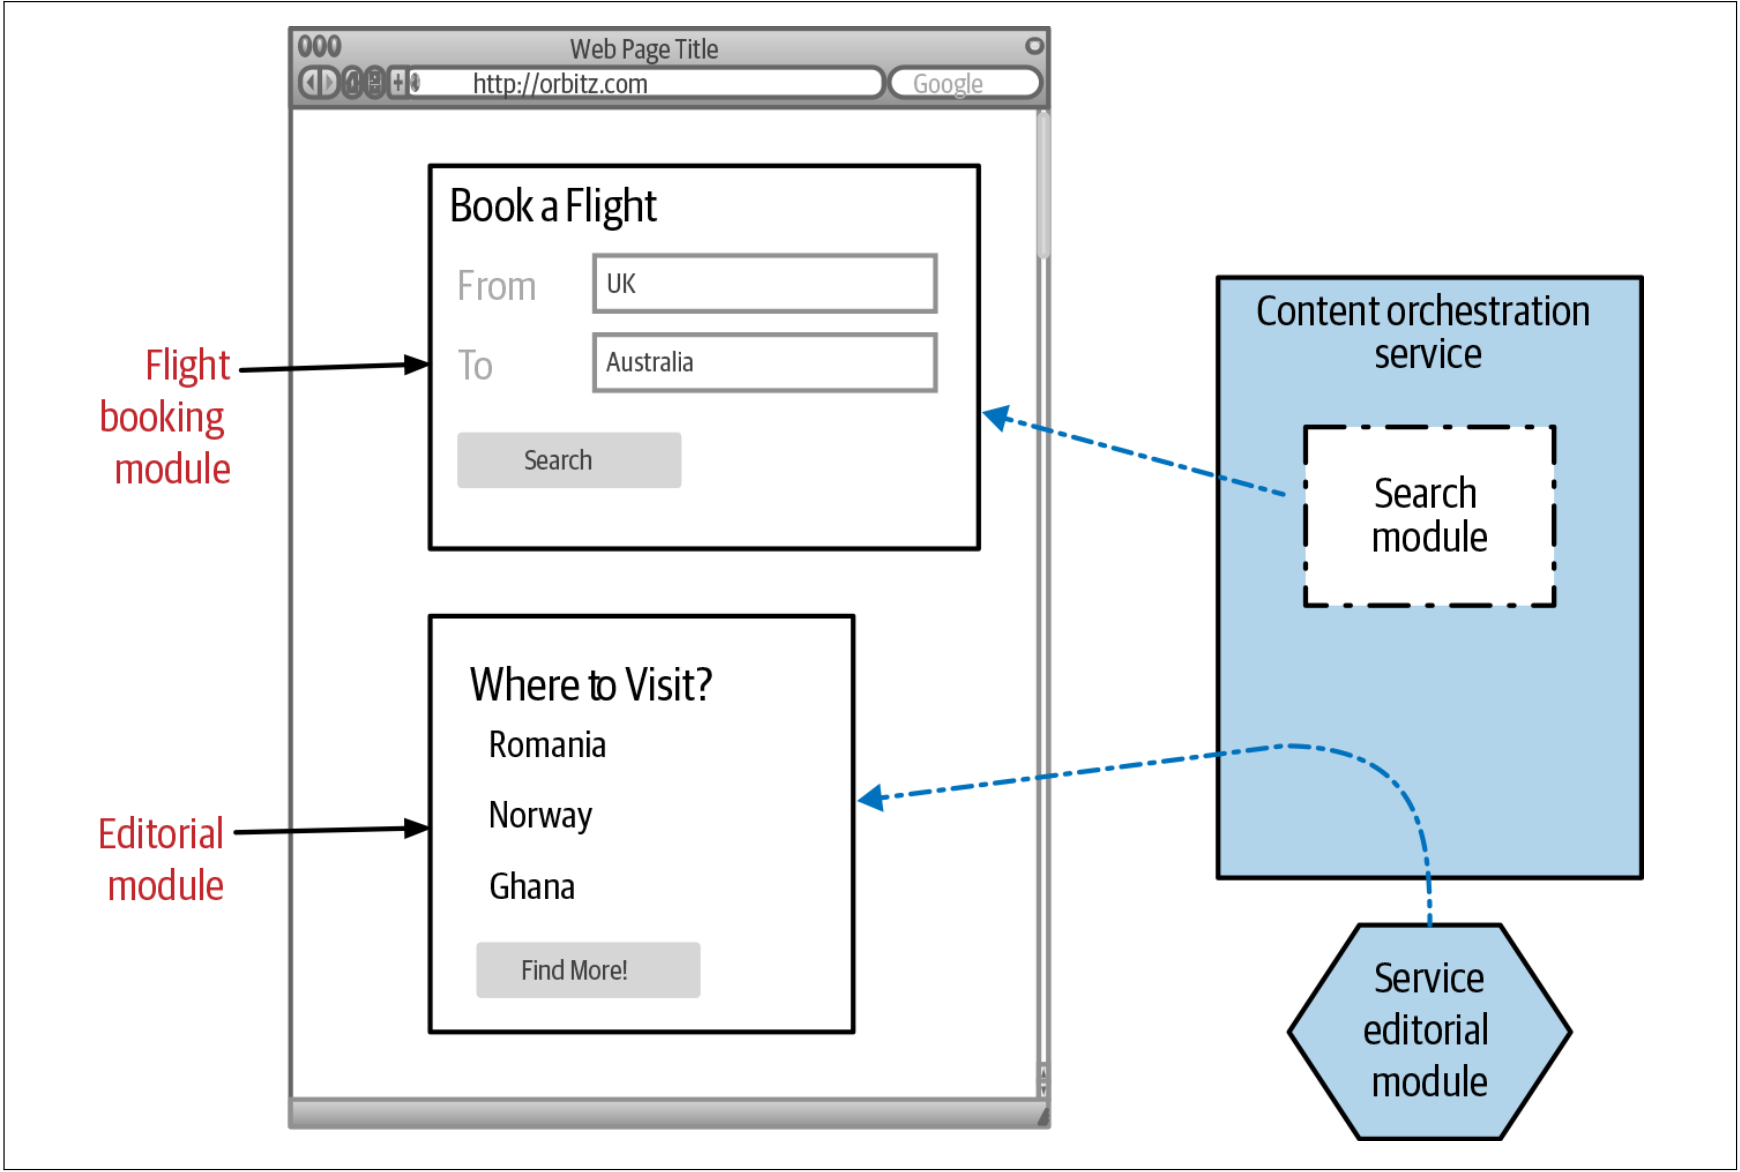 Web Page Title
http://orbitz.com
Google
Book a Flight
From
UK
To
Australia
Search
Flight
booking
module
Where to Visit?
Romania
Norway
Ghana
Find More!
Editorial
module
Content orchestration
service
Search
module
Service
editorial
module